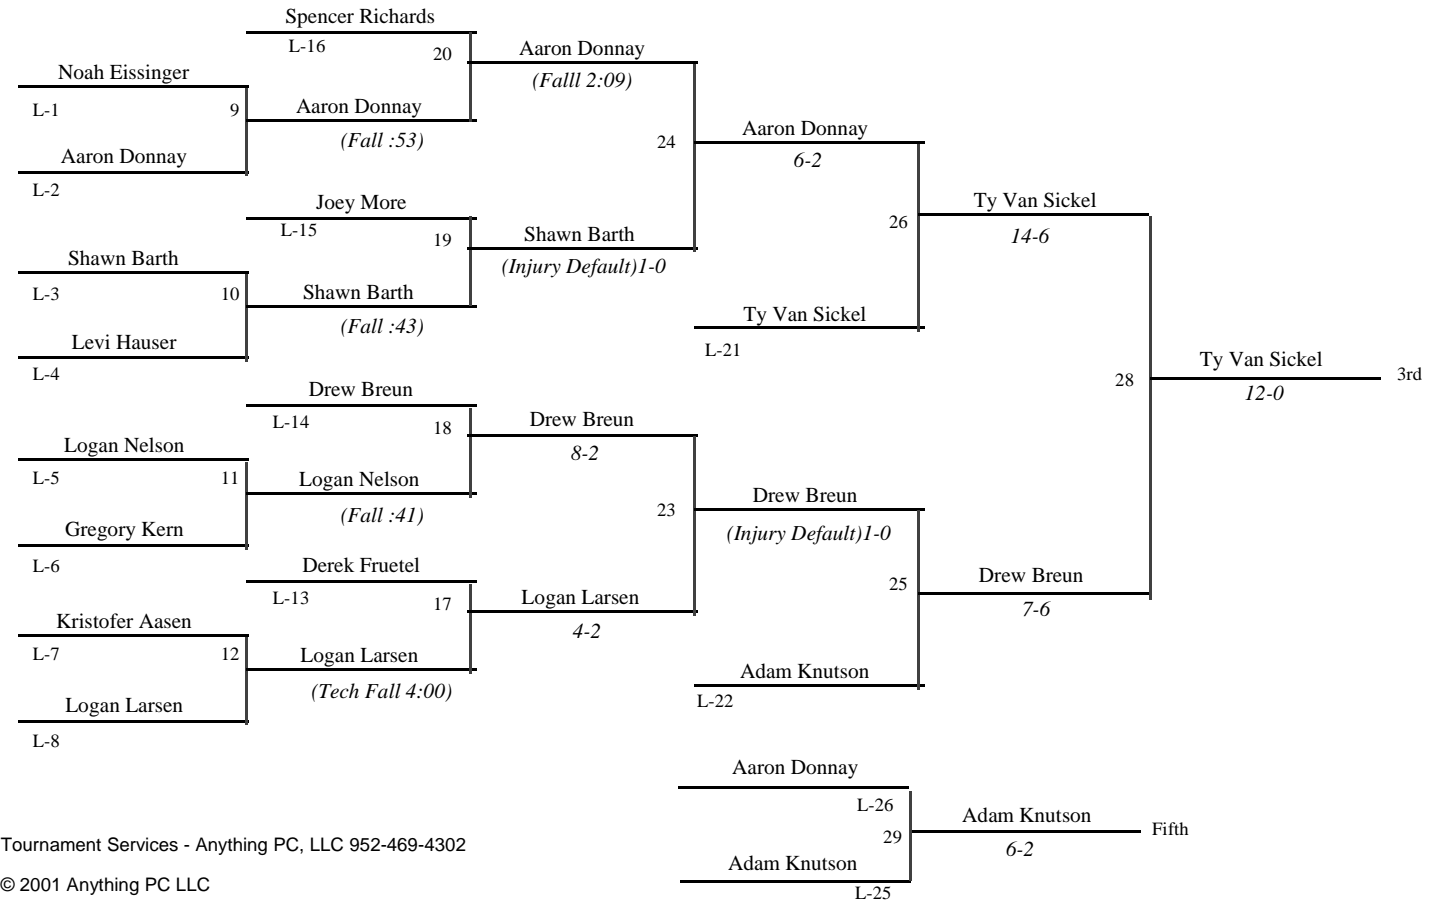 Spencer Richards
L-16
20
Aaron Donnay
(Falll 2:09)
Noah Eissinger
L-1
9
Aaron Donnay
(Fall :53)
Aaron Donnay
L-2
24
Aaron Donnay
6-2
Joey More
L-15
19
Shawn Barth
(Injury Default)1-0
26
Ty Van Sickel
14-6
Shawn Barth
L-3
10
Shawn Barth
(Fall :43)
Levi Hauser
L-4
Ty Van Sickel
L-21
28
Ty Van Sickel
12-0
3rd
Drew Breun
L-14
18
Drew Breun
8-2
Logan Nelson
L-5
11
Logan Nelson
(Fall :41)
Gregory Kern
L-6
23
Drew Breun
(Injury Default)1-0
Derek Fruetel
L-13
17
Logan Larsen
4-2
25
Drew Breun
7-6
Kristofer Aasen
L-7
12
Logan Larsen
(Tech Fall 4:00)
Logan Larsen
L-8
Adam Knutson
L-22
Aaron Donnay
L-26
29
Adam Knutson
6-2
Fifth
Adam Knutson
L-25
Tournament Services - Anything PC, LLC 952-469-4302
© 2001 Anything PC LLC